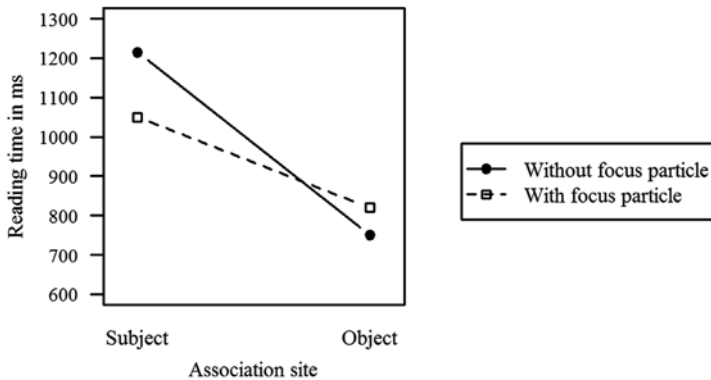 1300
1200
1100
1000
900
800
700
600
Reading time in ms
Subject
Object
Association site
Without focus particle
With focus particle